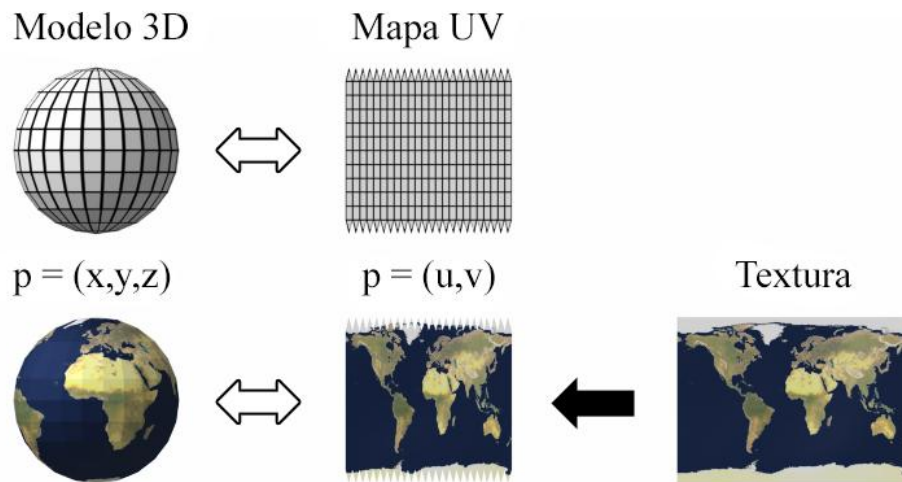 Modelo 3D
Mapa UV
p = (x,y,z)
p = (u,v)
Textura